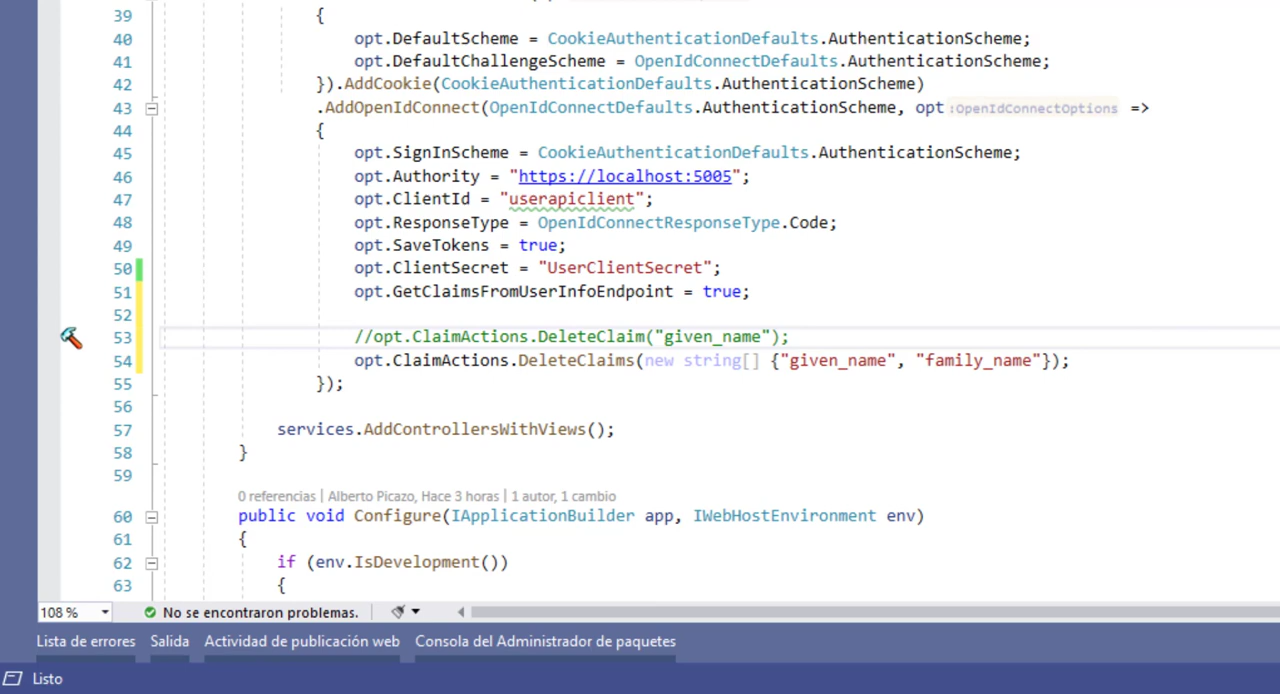 39 {
40 opt.DefaultScheme = CookieAuthenticationDefaults.AuthenticationScheme;
41 opt.DefaultChallengeScheme = OpenIdConnectDefaults.AuthenticationScheme;
42 }).AddCookie(CookieAuthenticationDefaults.AuthenticationScheme)
43 .AddOpenIdConnect(OpenIdConnectDefaults.AuthenticationScheme, opt :OpenIdConnectOptions =>
44 {
45 opt.SignInScheme = CookieAuthenticationDefaults.AuthenticationScheme;
46 opt.Authority = "https://localhost:5005";
47 opt.ClientId = "userapiclient";
48 opt.ResponseType = OpenIdConnectResponseType.Code;
49 opt.SaveTokens = true;
50 opt.ClientSecret = "UserClientSecret";
51 opt.GetClaimsFromUserInfoEndpoint = true;
52
53 //opt.ClaimActions.DeleteClaim("given_name");
54 opt.ClaimActions.DeleteClaims(new string[] {"given_name", "family_name"});
55 });
56
57 services.AddControllersWithViews();
58 }
59
0 referencias | Alberto Picazo, Hace 3 horas | 1 autor, 1 cambio
60 public void Configure(IApplicationBuilder app, IWebHostEnvironment env)
61 {
62 if (env.IsDevelopment())
63 {
108 % No se encontraron problemas.
Lista de errores Salida Actividad de publicación web Consola del Administrador de paquetes
Listo